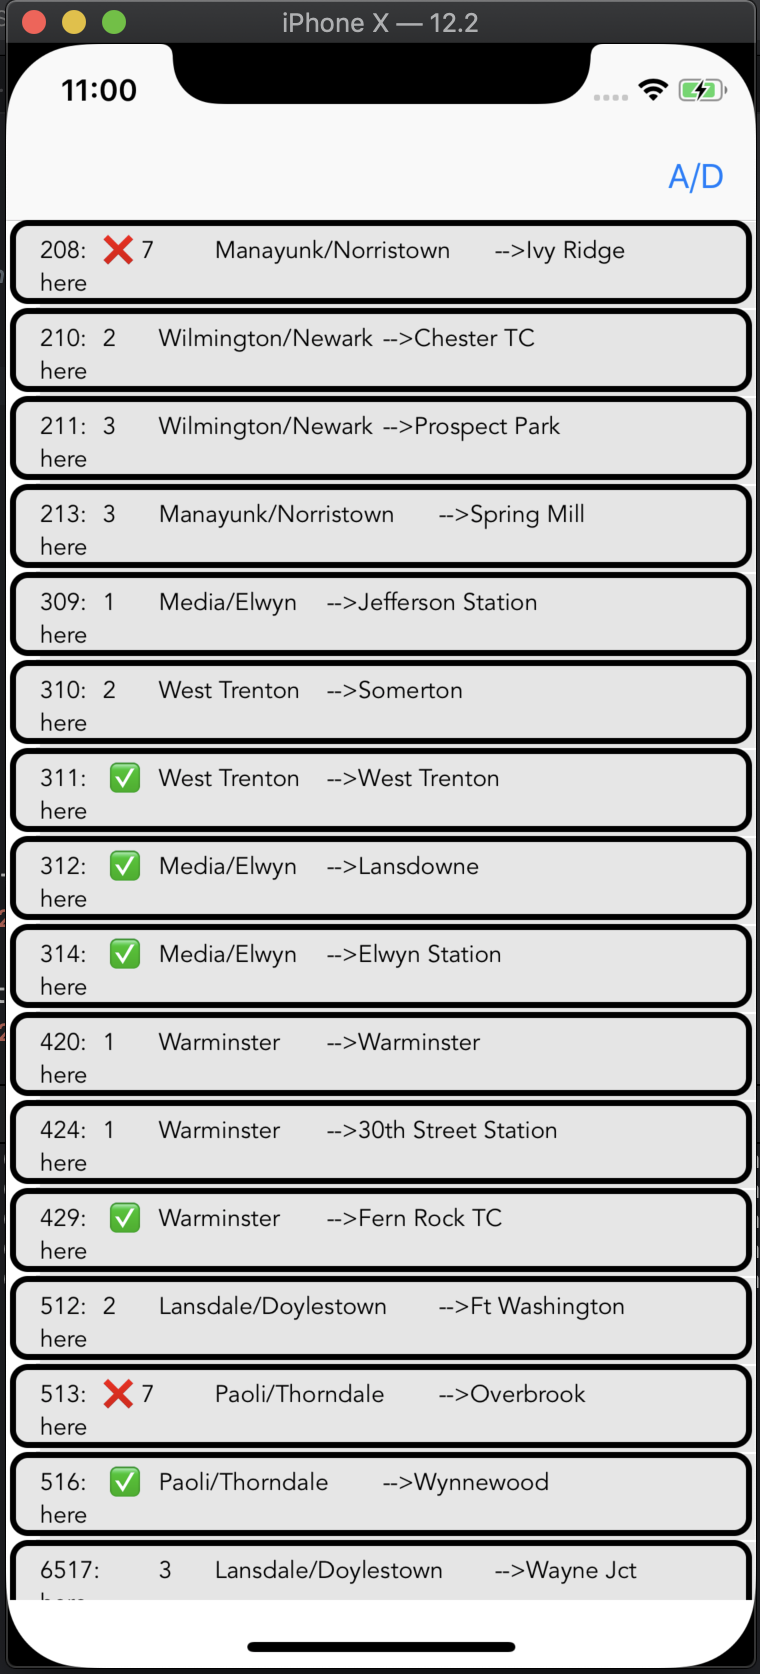 iPhone X — 12.2
11:00
A/D
208: ❌ 7 Manayunk/Norristown -->Ivy Ridge
here
210: 2 Wilmington/Newark -->Chester TC
here
211: 3 Wilmington/Newark -->Prospect Park
here
213: 3 Manayunk/Norristown -->Spring Mill
here
309: 1 Media/Elwyn -->Jefferson Station
here
310: 2 West Trenton -->Somerton
here
311: ✅ West Trenton -->West Trenton
here
312: ✅ Media/Elwyn -->Lansdowne
here
314: ✅ Media/Elwyn -->Elwyn Station
here
420: 1 Warminster -->Warminster
here
424: 1 Warminster -->30th Street Station
here
429: ✅ Warminster -->Fern Rock TC
here
512: 2 Lansdale/Doylestown -->Ft Washington
here
513: ❌ 7 Paoli/Thorndale -->Overbrook
here
516: ✅ Paoli/Thorndale -->Wynnewood
here
6517: 3 Lansdale/Doylestown -->Wayne Jct